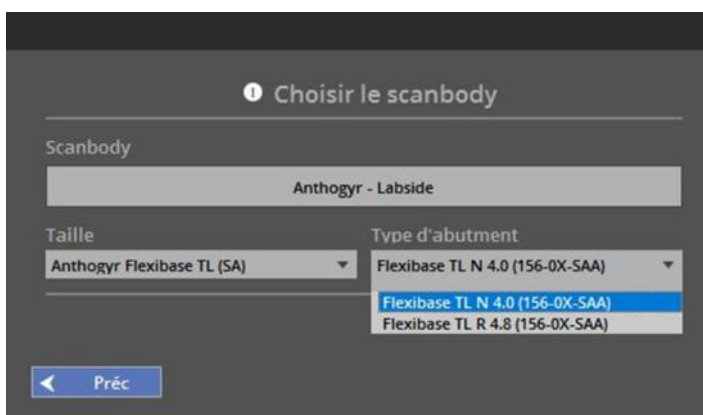 Choisir le scanbody
Scanbody
Anthogyr - Labside
Taille
Type d'abutment
Anthogyr Flexibase TL (SA)
Flexibase TL N 4.0 (156-0X-SAA)
Flexibase TL N 4.0 (156-0X-SAA)
Flexibase TL R 4.8 (156-0X-SAA)
Préc